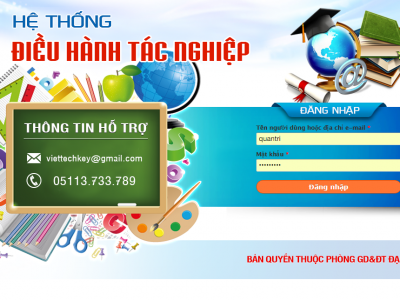 HỆ THỐNG
ĐIỀU HÀNH TÁC NGHIỆP
THÔNG TIN HỖ TRỢ
viettechkey@gmail.com
05113.733.789
ĐĂNG NHẬP
Tên người dùng hoặc địa chỉ e-mail *
quantri
Mật khẩu *
•••••••••
Đăng nhập
BẢN QUYỀN THUỘC PHÒNG GD&ĐT ĐẠ